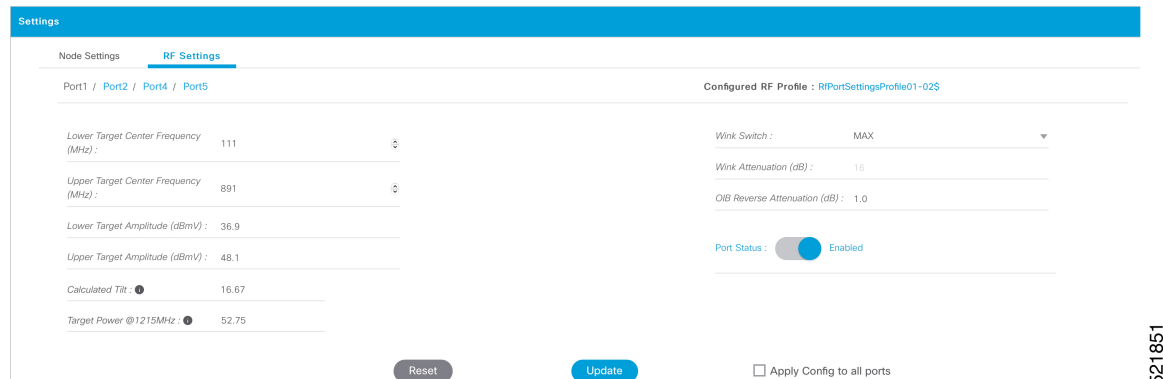 Settings
Node Settings RF Settings
Port1 / Port2 / Port4 / Port5
Configured RF Profile : RfPortSettingsProfile01-02$
Lower Target Center Frequency
(MHz) :
111
Upper Target Center Frequency
(MHz) :
891
Lower Target Amplitude (dBmV) : 36.9
Upper Target Amplitude (dBmV) : 48.1
Calculated Tilt : 16.67
Target Power @1215MHz : 52.75
Wink Switch : MAX
Wink Attenuation (dB) : 16
OIB Reverse Attenuation (dB) : 1.0
Port Status : Enabled
Reset Update Apply Config to all ports
521851